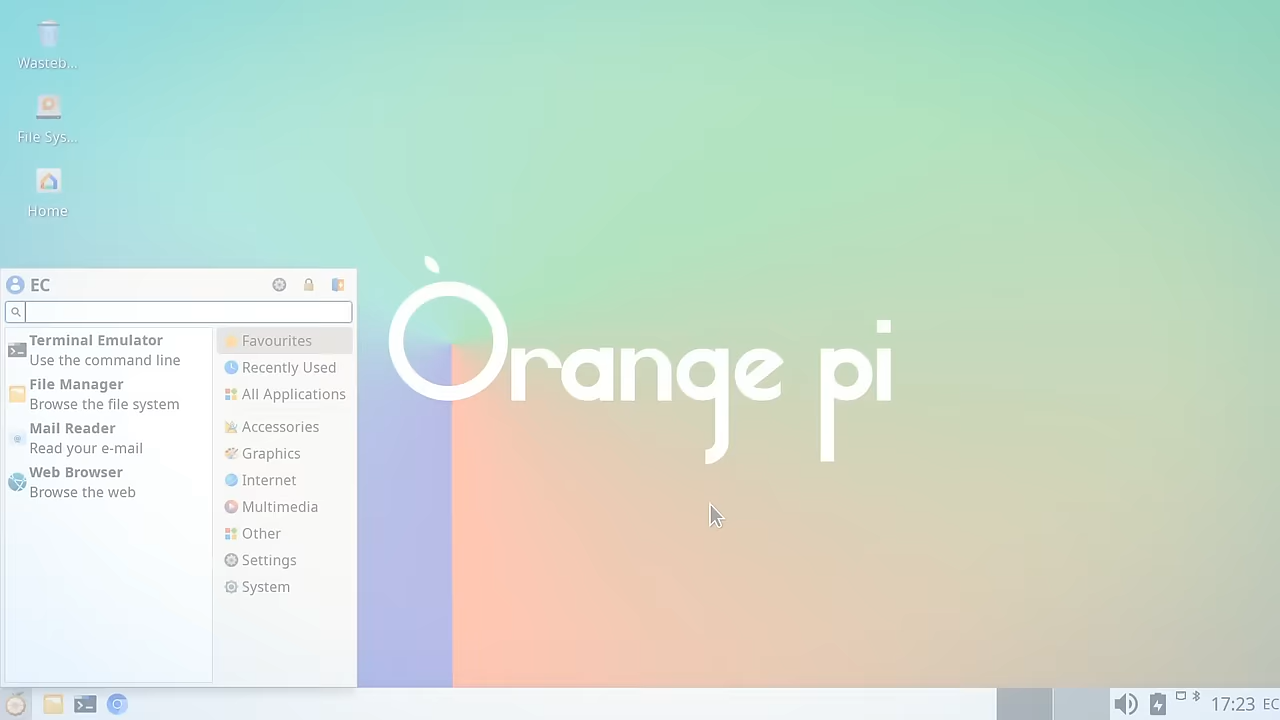 Wasteb...
File Sys...
Home
Orange pi
EC
Terminal Emulator
Use the command line
File Manager
Browse the file system
Mail Reader
Read your e-mail
Web Browser
Browse the web
Favourites
Recently Used
All Applications
Accessories
Graphics
Internet
Multimedia
Other
Settings
System
17:23 EC